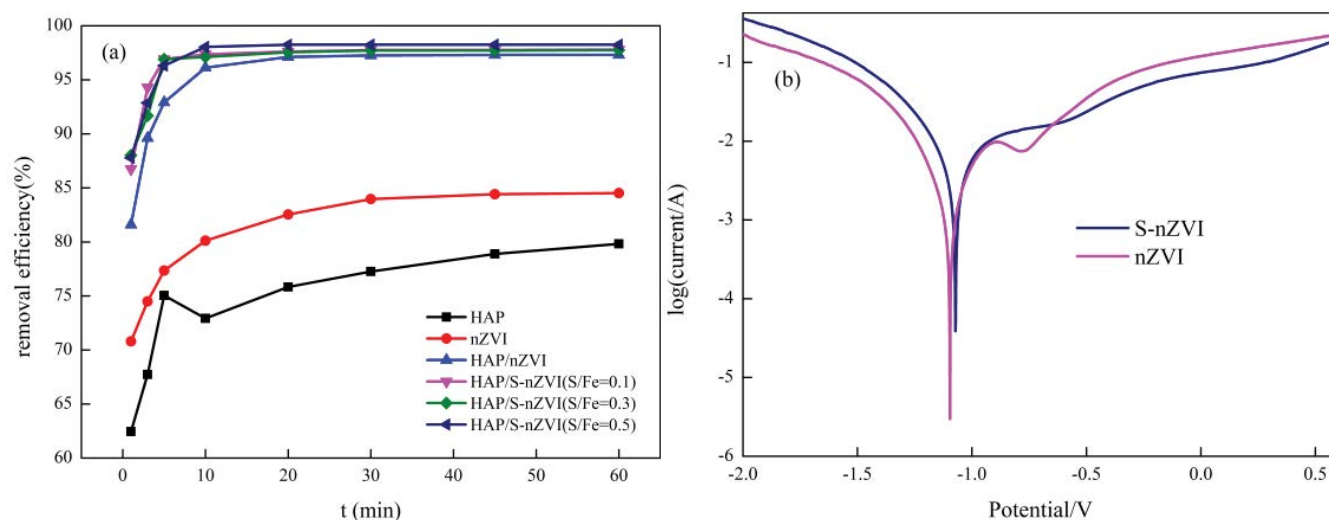 (a)
removal efficiency(%)
100
95
90
85
80
75
70
65
60
HAP
nZVI
HAP/nZVI
HAP/S-nZVI(S/Fe=0.1)
HAP/S-nZVI(S/Fe=0.3)
HAP/S-nZVI(S/Fe=0.5)
0 10 20 30 40 50 60
t (min)
(b)
log(current/A)
-1
-2
-3
-4
-5
-6
S-nZVI
nZVI
-2.0 -1.5 -1.0 -0.5 0.0 0.5
Potential/V